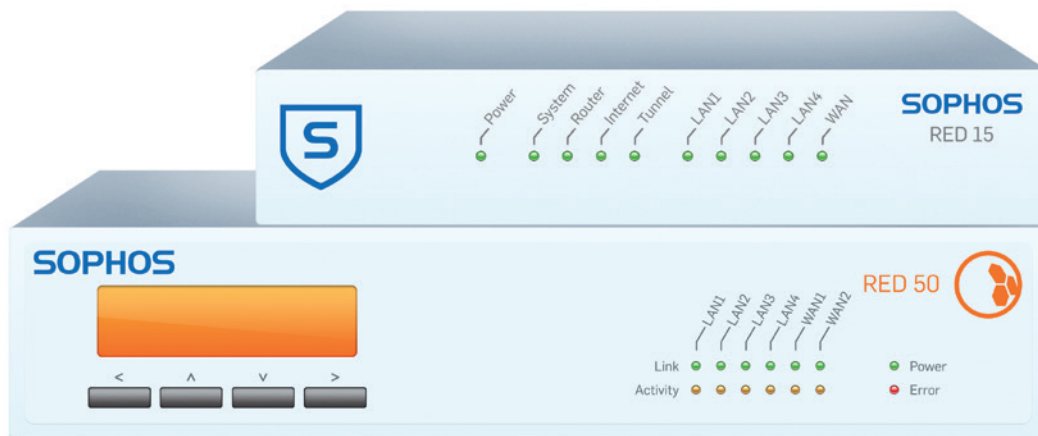 S
Power System Router Internet Tunnel LAN1 LAN2 LAN3 LAN4 WAN
SOPHOS
RED 15
SOPHOS
RED 50
LAN1 LAN2 LAN3 LAN4 WAN1 WAN2
Link
Activity
Power
Error
< ʌ v >